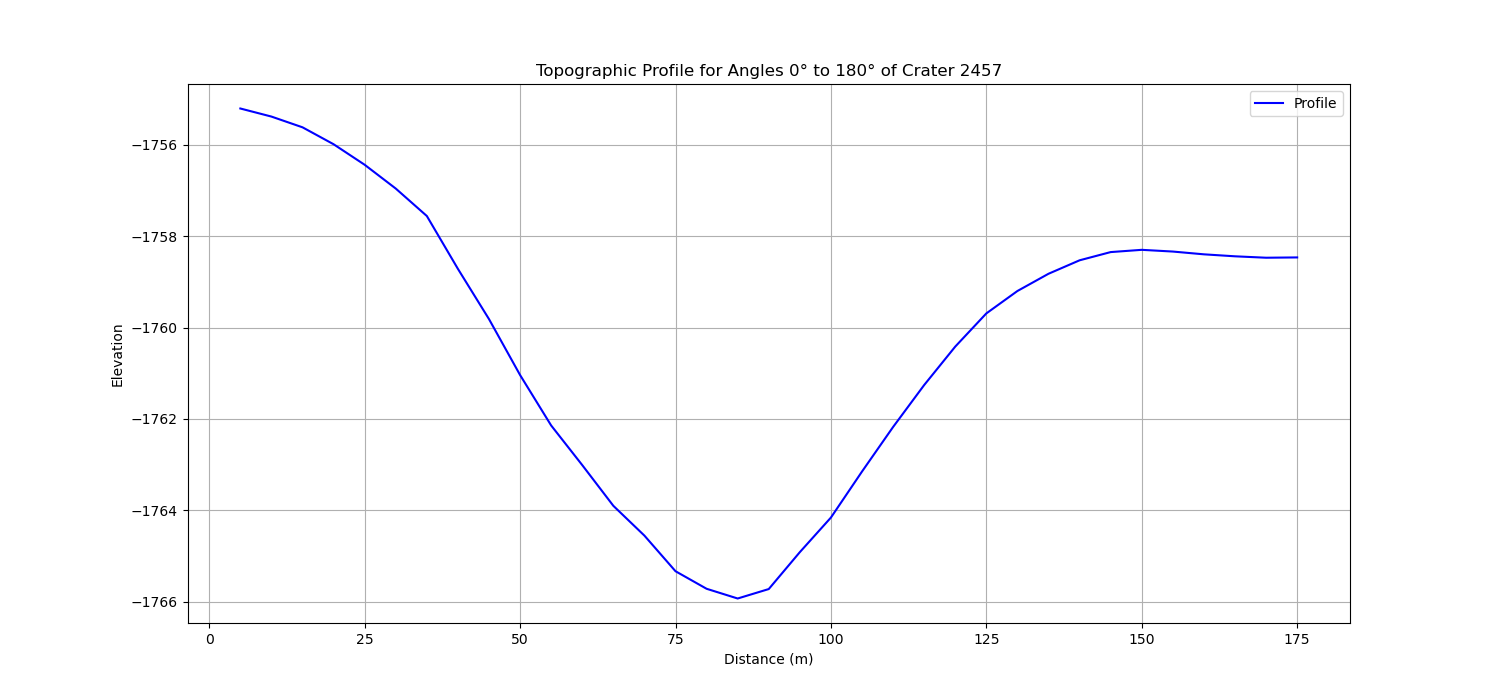 Topographic Profile for Angles 0° to 180° of Crater 2457
Profile
−1756
−1758
−1760
−1762
−1764
−1766
Elevation
0 25 50 75 100 125 150 175
Distance (m)